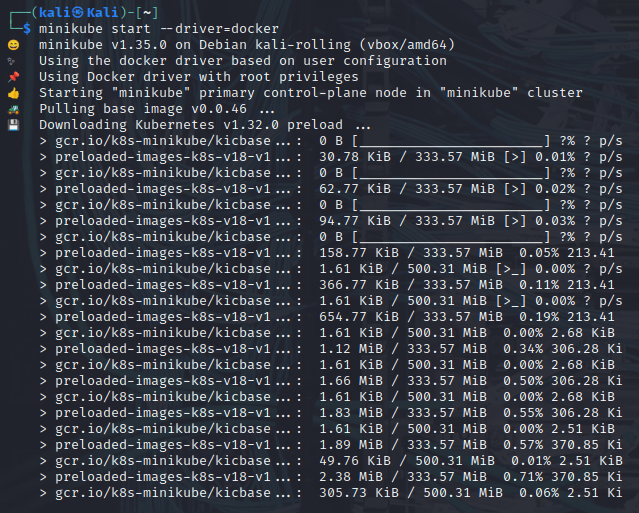 ┌──(kali㉿Kali)-[~]
└─$ minikube start --driver=docker
😄 minikube v1.35.0 on Debian kali-rolling (vbox/amd64)
✨ Using the docker driver based on user configuration
📌 Using Docker driver with root privileges
👍 Starting "minikube" primary control-plane node in "minikube" cluster
🚜 Pulling base image v0.0.46 ...
💾 Downloading Kubernetes v1.32.0 preload ...
> gcr.io/k8s-minikube/kicbase...: 0 B [________________________] ?% ? p/s
> preloaded-images-k8s-v18-v1...: 30.78 KiB / 333.57 MiB [>] 0.01% ? p/s
> gcr.io/k8s-minikube/kicbase...: 0 B [________________________] ?% ? p/s
> preloaded-images-k8s-v18-v1...: 62.77 KiB / 333.57 MiB [>] 0.02% ? p/s
> gcr.io/k8s-minikube/kicbase...: 0 B [________________________] ?% ? p/s
> preloaded-images-k8s-v18-v1...: 94.77 KiB / 333.57 MiB [>] 0.03% ? p/s
> gcr.io/k8s-minikube/kicbase...: 0 B [________________________] ?% ? p/s
> preloaded-images-k8s-v18-v1...: 158.77 KiB / 333.57 MiB 0.05% 213.41
> gcr.io/k8s-minikube/kicbase...: 1.61 KiB / 500.31 MiB [>_] 0.00% ? p/s
> preloaded-images-k8s-v18-v1...: 366.77 KiB / 333.57 MiB 0.11% 213.41
> gcr.io/k8s-minikube/kicbase...: 1.61 KiB / 500.31 MiB [>_] 0.00% ? p/s
> preloaded-images-k8s-v18-v1...: 654.77 KiB / 333.57 MiB 0.19% 213.41
> gcr.io/k8s-minikube/kicbase...: 1.61 KiB / 500.31 MiB 0.00% 2.68 KiB
> preloaded-images-k8s-v18-v1...: 1.12 MiB / 333.57 MiB 0.34% 306.28 Ki
> gcr.io/k8s-minikube/kicbase...: 1.61 KiB / 500.31 MiB 0.00% 2.68 KiB
> preloaded-images-k8s-v18-v1...: 1.66 MiB / 333.57 MiB 0.50% 306.28 Ki
> gcr.io/k8s-minikube/kicbase...: 1.61 KiB / 500.31 MiB 0.00% 2.68 KiB
> preloaded-images-k8s-v18-v1...: 1.83 MiB / 333.57 MiB 0.55% 306.28 Ki
> gcr.io/k8s-minikube/kicbase...: 1.61 KiB / 500.31 MiB 0.00% 2.51 KiB
> preloaded-images-k8s-v18-v1...: 1.89 MiB / 333.57 MiB 0.57% 370.85 Ki
> gcr.io/k8s-minikube/kicbase...: 49.76 KiB / 500.31 MiB 0.01% 2.51 KiB
> preloaded-images-k8s-v18-v1...: 2.38 MiB / 333.57 MiB 0.71% 370.85 Ki
> gcr.io/k8s-minikube/kicbase...: 305.73 KiB / 500.31 MiB 0.06% 2.51 Ki